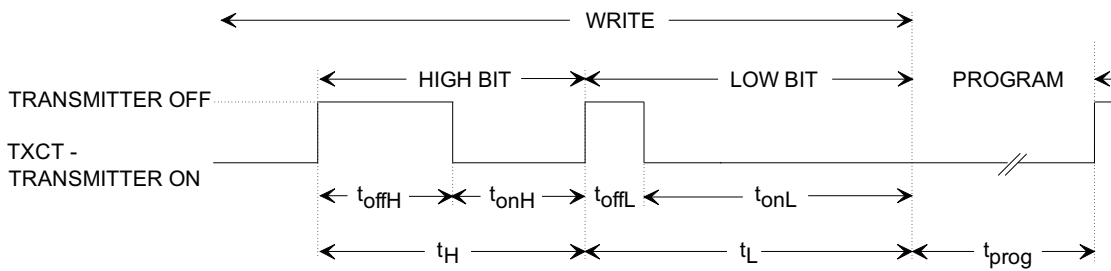 WRITE
HIGH BIT LOW BIT PROGRAM
TRANSMITTER OFF
TXCT -
TRANSMITTER ON
toffH tonH toffL tonL
tH tL tprog